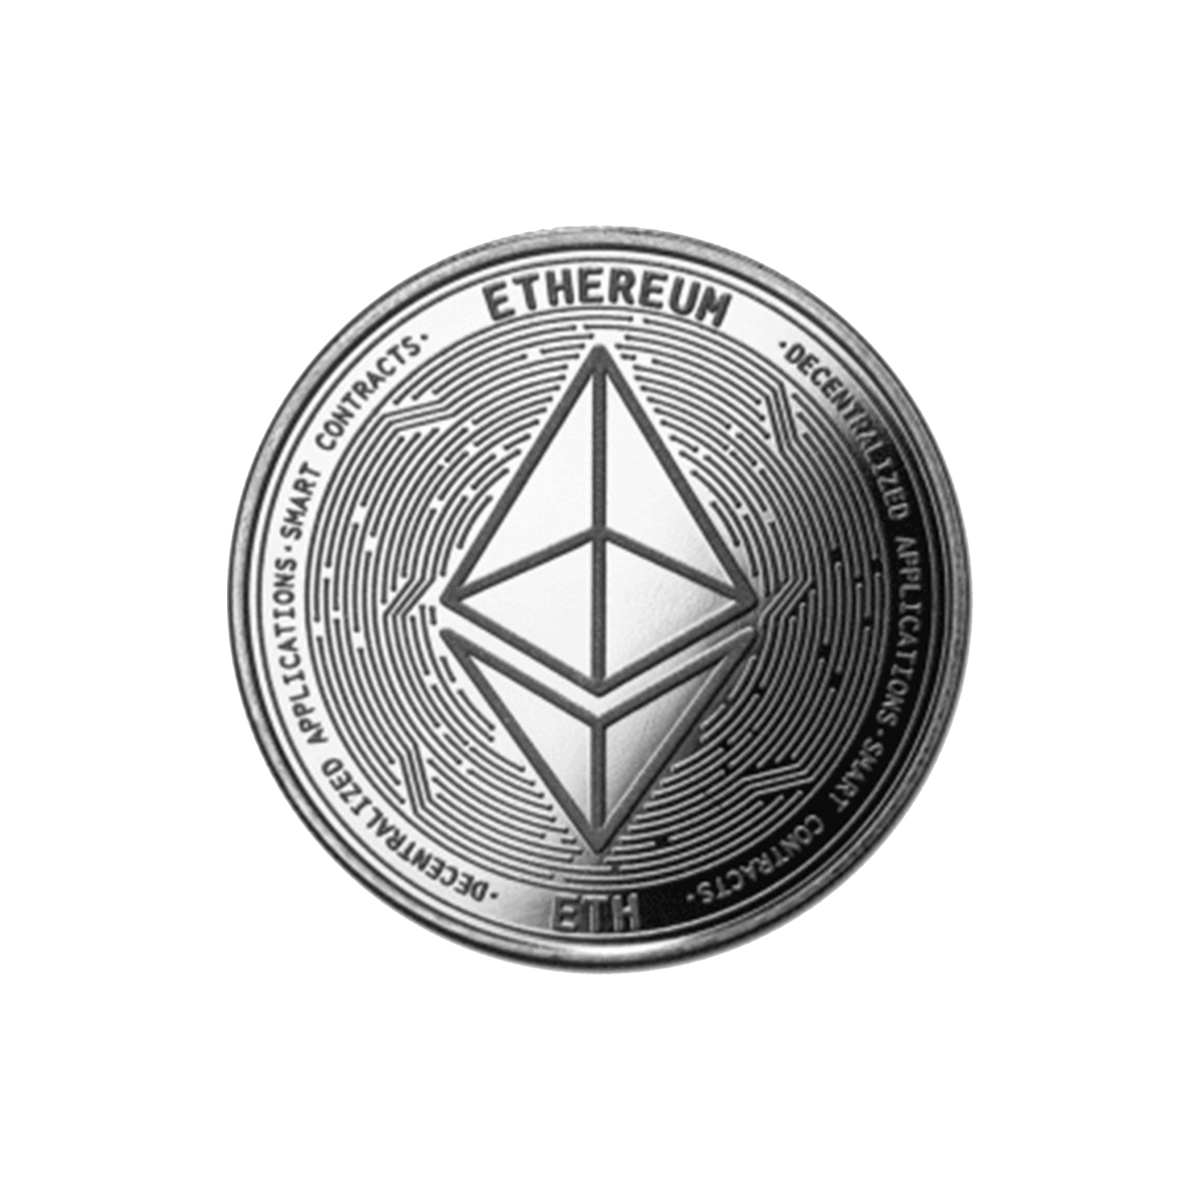 ETHEREUM
·DECENTRALIZED APPLICATIONS·SMART CONTRACTS·
ETH
·DECENTRALIZED APPLICATIONS·SMART CONTRACTS·